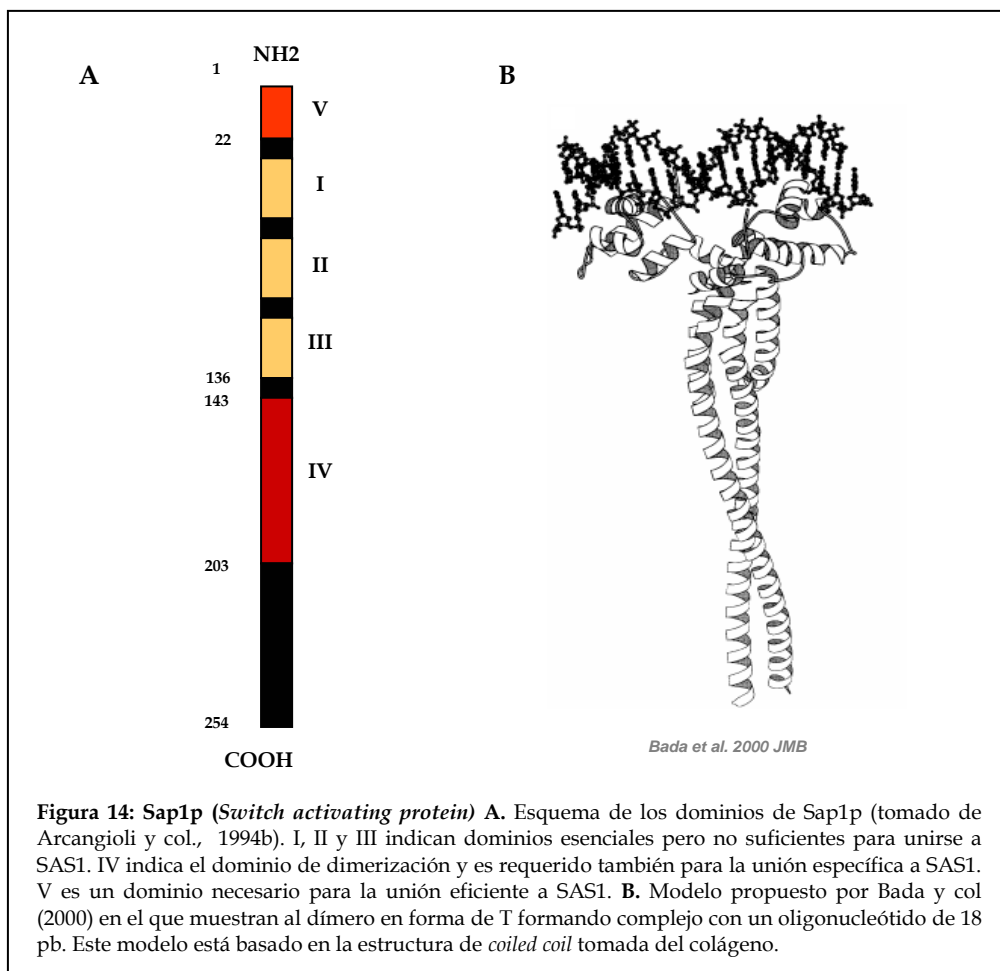 A
B
NH2
1
V
22
I
II
III
136
143
IV
203
254
COOH
Bada et al. 2000 JMB
Figura 14: Sap1p (Switch activating protein) A. Esquema de los dominios de Sap1p (tomado de
Arcangioli y col., 1994b). I, II y III indican dominios esenciales pero no suficientes para unirse a
SAS1. IV indica el dominio de dimerización y es requerido también para la unión específica a SAS1.
V es un dominio necesario para la unión eficiente a SAS1. B. Modelo propuesto por Bada y col
(2000) en el que muestran al dímero en forma de T formando complejo con un oligonucleótido de 18
pb. Este modelo está basado en la estructura de coiled coil tomada del colágeno.